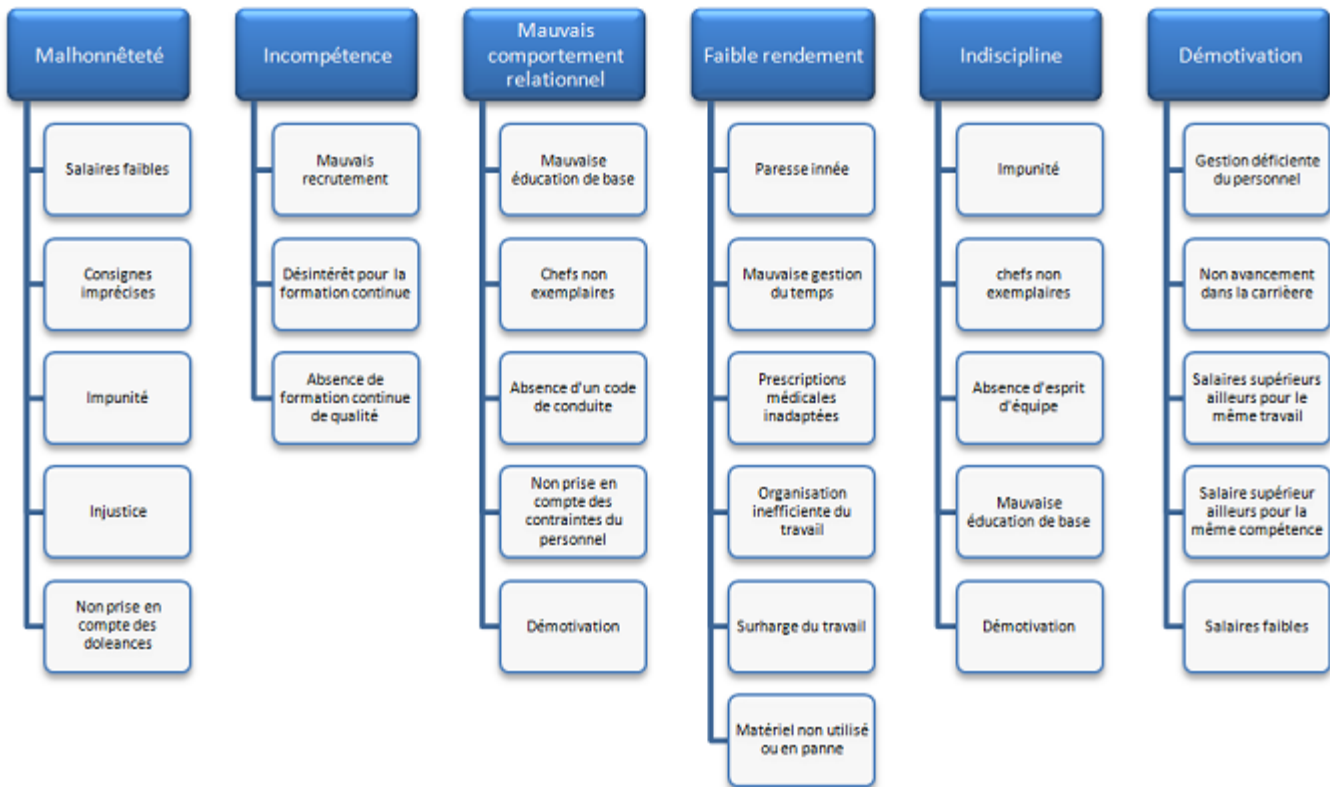 Malhonnêteté
Salaires faibles
Consignes
imprécises
Impunité
Injustice
Non prise en
compte des
doleances
Incompétence
Mauvais
recrutement
Désintérêt pour la
formation continue
Absence de
formation continue
de qualité
Mauvais
comportement
relationnel
Mauvaise
éducation de base
Chefs non
exemplaires
Absence d'un code
de conduite
Non prise en
compte des
contraintes du
personnel
Démotivation
Faible rendement
Paresse innée
Mauvaise gestion
du temps
Prescriptions
médicales
inadaptées
Organisation
inefficiente du
travail
Surharge du travail
Matériel non utilisé
ou en panne
Indiscipline
Impunité
chefs non
exemplaires
Absence d'esprit
d'équipe
Mauvaise
éducation de base
Démotivation
Démotivation
Gestion déficiente
du personnel
Non avancement
dans la carrièere
Salaires supérieurs
ailleurs pour le
même travail
Salaire supérieur
ailleurs pour la
même compétence
Salaires faibles